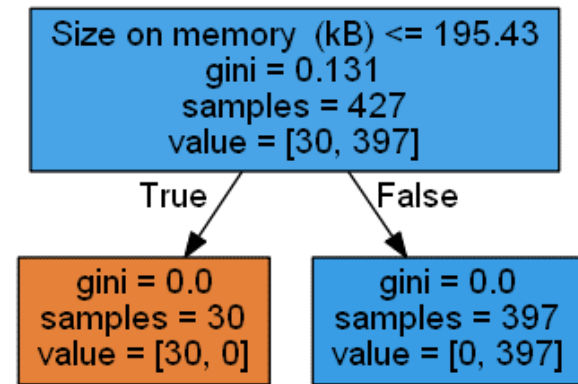 Size on memory  (kB) <= 195.43
gini = 0.131
samples = 427
value = [30, 397]
True
False
gini = 0.0
samples = 30
value = [30, 0]
gini = 0.0
samples = 397
value = [0, 397]